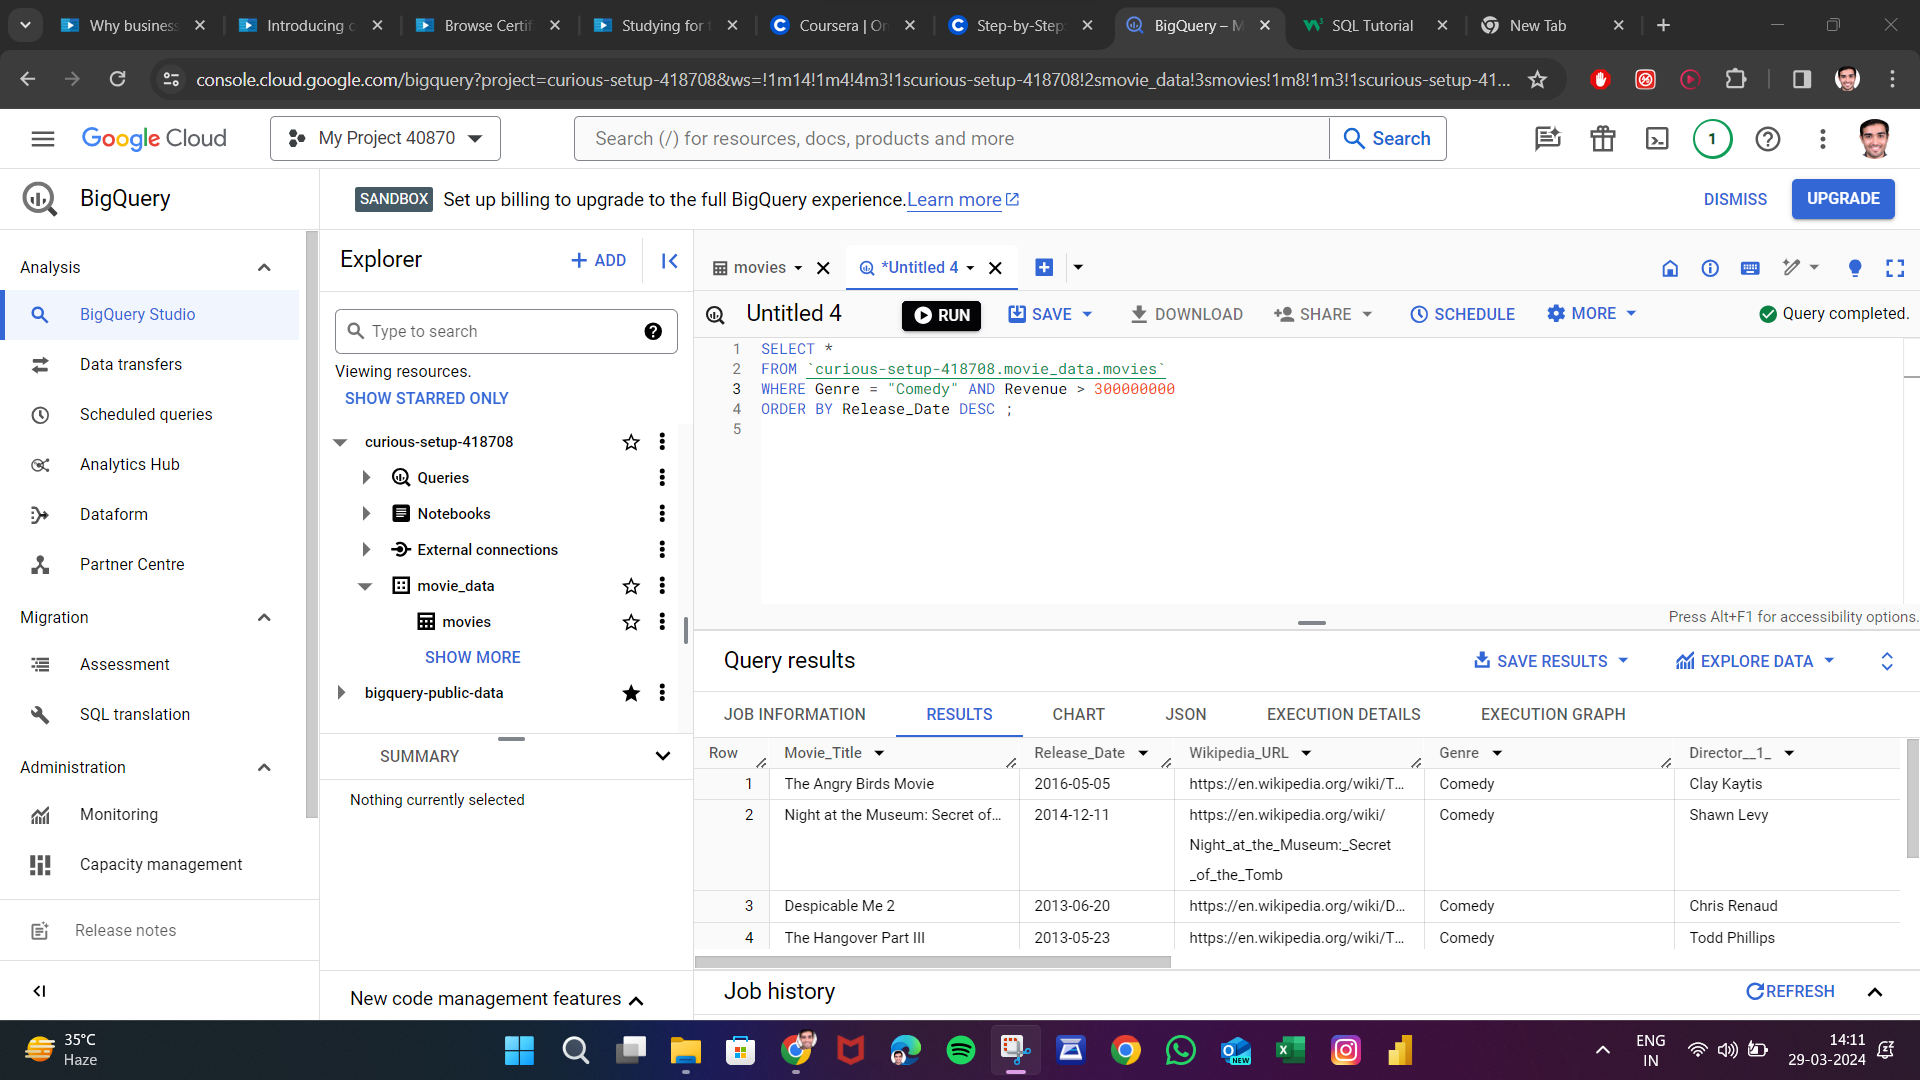 Why business
Introducing c
Browse Certif
Studying for t
Coursera | On
Step-by-Step
BigQuery – M
SQL Tutorial
New Tab
console.cloud.google.com/bigquery?project=curious-setup-418708&ws=!1m14!1m4!4m3!1scurious-setup-418708!2smovie_data!3smovies!1m8!1m3!1scurious-setup-41...
Google Cloud
My Project 40870
Search (/) for resources, docs, products and more
Search
1
BigQuery
SANDBOX Set up billing to upgrade to the full BigQuery experience. Learn more
DISMISS
UPGRADE
Analysis
BigQuery Studio
Data transfers
Scheduled queries
Analytics Hub
Dataform
Partner Centre
Migration
Assessment
SQL translation
Administration
Monitoring
Capacity management
Release notes
Explorer
+ ADD
Type to search
Viewing resources.
SHOW STARRED ONLY
curious-setup-418708
Queries
Notebooks
External connections
movie_data
movies
SHOW MORE
bigquery-public-data
SUMMARY
Nothing currently selected
New code management features
movies
*Untitled 4
Untitled 4
RUN
SAVE
DOWNLOAD
SHARE
SCHEDULE
MORE
Query completed.
1 SELECT *
2 FROM `curious-setup-418708.movie_data.movies`
3 WHERE Genre = "Comedy" AND Revenue > 300000000
4 ORDER BY Release_Date DESC ;
5
Press Alt+F1 for accessibility options.
Query results
SAVE RESULTS
EXPLORE DATA
JOB INFORMATION RESULTS CHART JSON EXECUTION DETAILS EXECUTION GRAPH
Row Movie_Title Release_Date Wikipedia_URL Genre Director__1_
1 The Angry Birds Movie 2016-05-05 https://en.wikipedia.org/wiki/T... Comedy Clay Kaytis
2 Night at the Museum: Secret of... 2014-12-11 https://en.wikipedia.org/wiki/ Comedy Shawn Levy
Night_at_the_Museum:_Secret
_of_the_Tomb
3 Despicable Me 2 2013-06-20 https://en.wikipedia.org/wiki/D... Comedy Chris Renaud
4 The Hangover Part III 2013-05-23 https://en.wikipedia.org/wiki/T... Comedy Todd Phillips
Job history
REFRESH
35°C
Haze
NEW
ENG
IN
14:11
29-03-2024